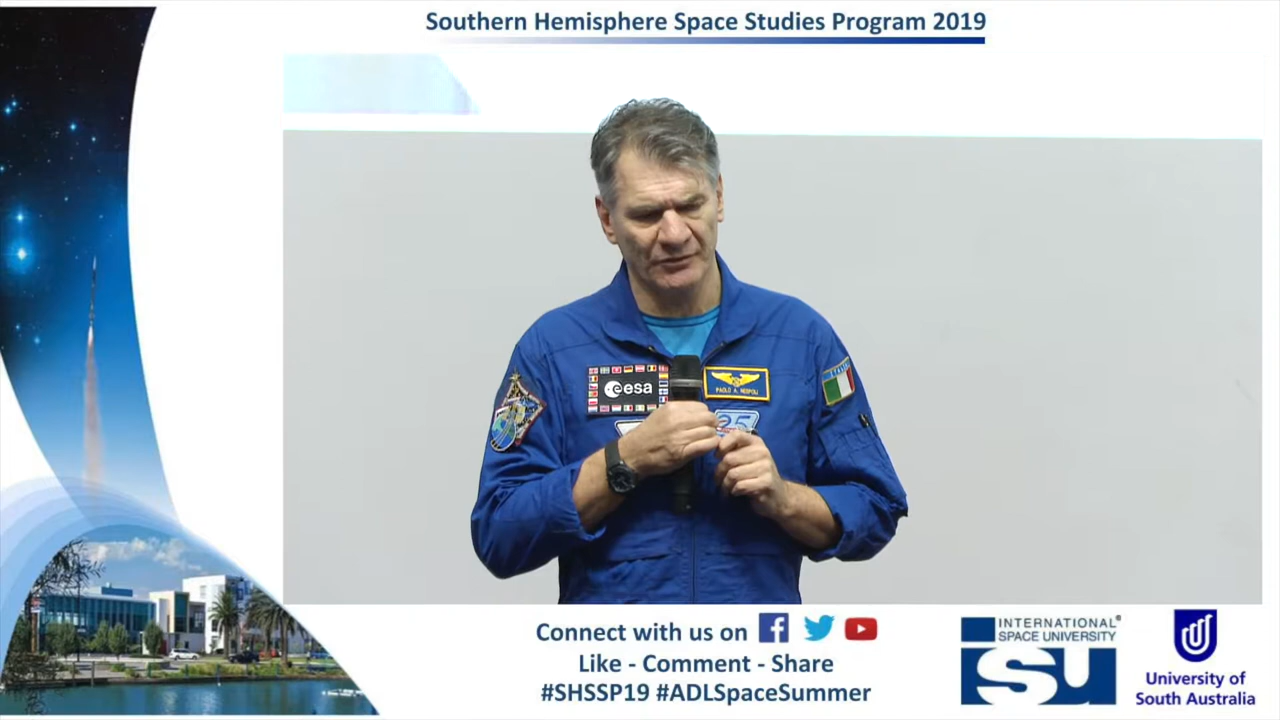 Southern Hemisphere Space Studies Program 2019
esa
PAOLO A. NESPOLI
25
Connect with us on
Like - Comment - Share
#SHSSP19 #ADLSpaceSummer
INTERNATIONAL®
SPACE UNIVERSITY
isu
University of
South Australia